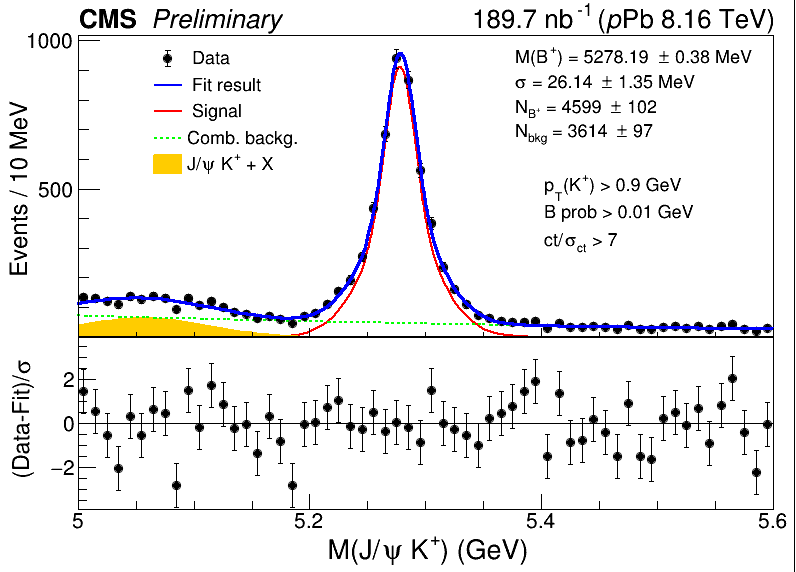 CMS Preliminary 189.7 nb⁻¹ (pPb 8.16 TeV)
1000
500
Events / 10 MeV
Data
Fit result
Signal
Comb. backg.
J/ψ K⁺ + X
M(B⁺) = 5278.19 ± 0.38 MeV
σ = 26.14 ± 1.35 MeV
N_B⁺ = 4599 ± 102
N_bkg = 3614 ± 97
p_T(K⁺) > 0.9 GeV
B prob > 0.01 GeV
ct/σ_ct > 7
(Data-Fit)/σ
2
0
−2
5 5.2 5.4 5.6
M(J/ψ K⁺) (GeV)